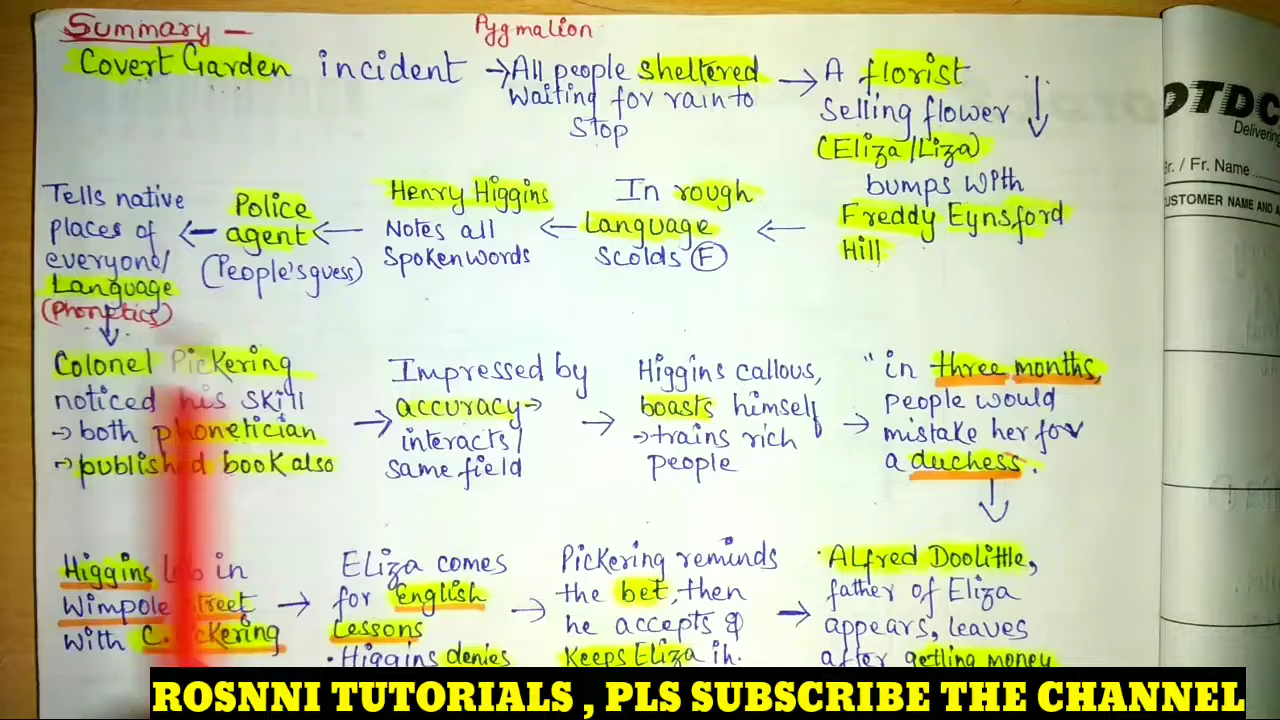 Summary –
Pygmalion
Covert Garden incident
→ All people sheltered
waiting for rain to
stop
→ A florist
selling flower
(Eliza/Liza)
bumps with
Freddy Eynsford
Hill
← In rough
Language
scolds F
← Henry Higgins
Notes all
Spoken words
← Police
agent
(People's guess)
← Tells native
places of
everyone/
Language
(Phonetics)
Colonel Pickering
noticed his skill
→ both phonetician
→ published book also
→ Impressed by
accuracy →
interacts/
same field
→ Higgins callous,
boasts himself
→ trains rich
people
→ "in three months,
people would
mistake her for
a duchess.
Higgins in
Wimpole Street
with C. Pickering
→ Eliza comes
for English
Lessons
• Higgins denies
→ Pickering reminds
the bet, then
he accepts &
Keeps Eliza in.
→ • Alfred Doolittle,
father of Eliza
appears, leaves
after getling money
DTDC
Delivering
Sr. / Fr. Name
CUSTOMER NAME AND A
ROSNNI TUTORIALS , PLS SUBSCRIBE THE CHANNEL